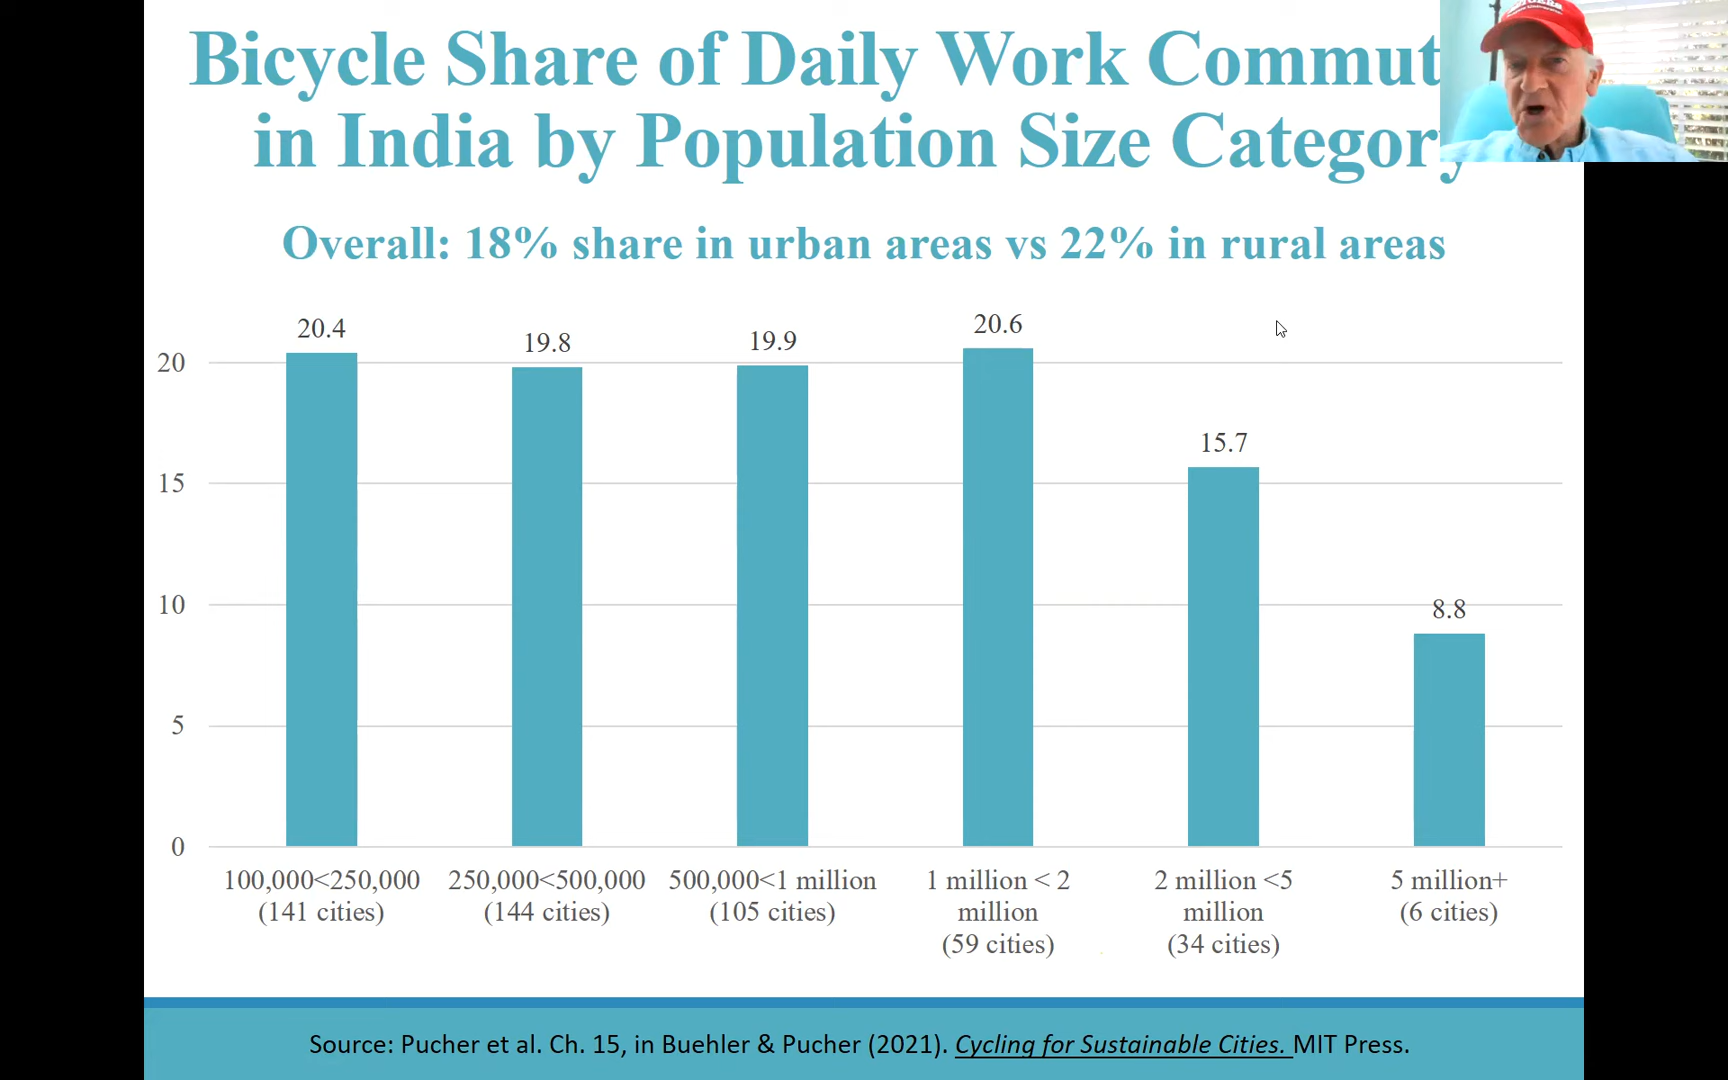 Bicycle Share of Daily Work Commut
in India by Population Size Category
Overall: 18% share in urban areas vs 22% in rural areas
20.4
19.8
19.9
20.6
15.7
8.8
20
15
10
5
0
100,000<250,000
(141 cities)
250,000<500,000
(144 cities)
500,000<1 million
(105 cities)
1 million < 2
million
(59 cities)
2 million <5
million
(34 cities)
5 million+
(6 cities)
Source: Pucher et al. Ch. 15, in Buehler & Pucher (2021). Cycling for Sustainable Cities. MIT Press.